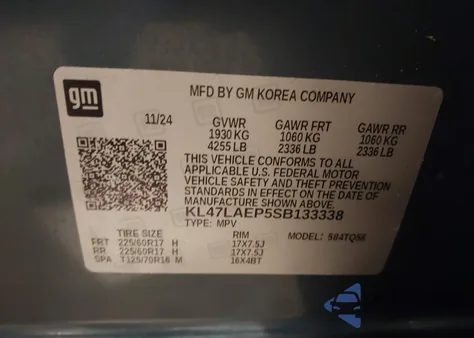 gm
MFD BY GM KOREA COMPANY
11/24 GVWR GAWR FRT GAWR RR
1930 KG 1060 KG 1060 KG
4255 LB 2336 LB 2336 LB
THIS VEHICLE CONFORMS TO ALL
APPLICABLE U.S. FEDERAL MOTOR
VEHICLE SAFETY AND THEFT PREVENTION
STANDARDS IN EFFECT ON THE DATE OF
MANUFACTURE SHOWN ABOVE.
KL47LAEP5SB133338
TYPE: MPV
TIRE SIZE RIM MODEL: 584TQ56
FRT 225/60R17 H 17X7.5J
RR 225/60R17 H 17X7.5J
SPA T125/70R16 M 16X4BT